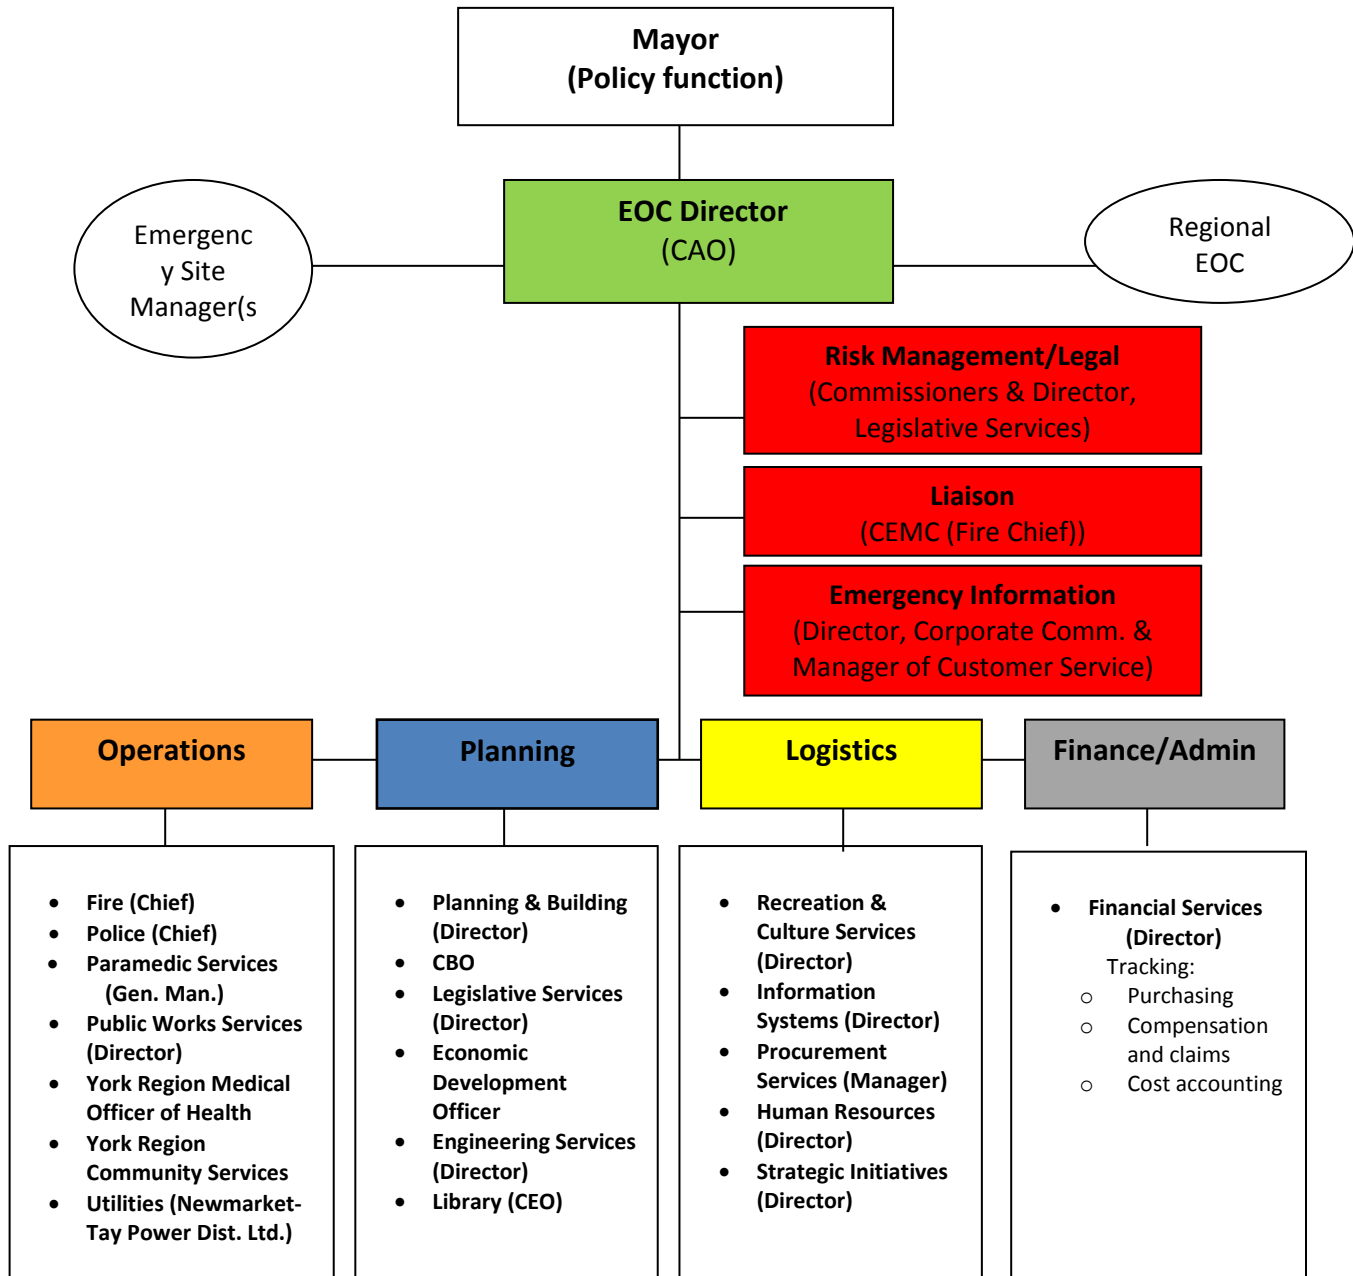 Mayor
(Policy function)
EOC Director
(CAO)
Emergenc
y Site
Manager(s
Regional
EOC
Risk Management/Legal
(Commissioners & Director,
Legislative Services)
Liaison
(CEMC (Fire Chief))
Emergency Information
(Director, Corporate Comm. &
Manager of Customer Service)
Operations
Planning
Logistics
Finance/Admin
• Fire (Chief)
• Police (Chief)
• Paramedic Services
(Gen. Man.)
• Public Works Services
(Director)
• York Region Medical
Officer of Health
• York Region
Community Services
• Utilities (Newmarket-
Tay Power Dist. Ltd.)
• Planning & Building
(Director)
• CBO
• Legislative Services
(Director)
• Economic
Development
Officer
• Engineering Services
(Director)
• Library (CEO)
• Recreation &
Culture Services
(Director)
• Information
Systems (Director)
• Procurement
Services (Manager)
• Human Resources
(Director)
• Strategic Initiatives
(Director)
• Financial Services
(Director)
Tracking:
o Purchasing
o Compensation
and claims
o Cost accounting